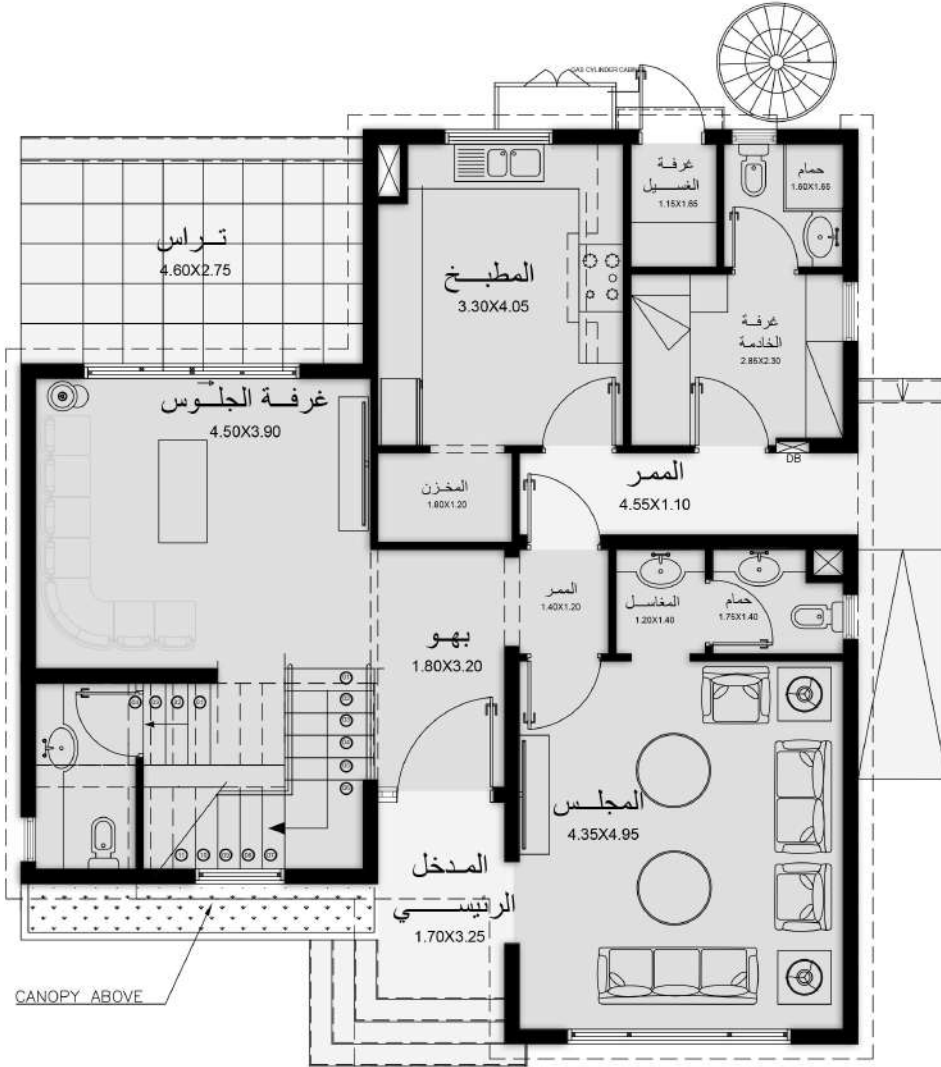 GAS CYLINDER CABIN
غرفة
الغسيل
1.15X1.65
حمام
1.60X1.65
تراس
4.60X2.75
المطبخ
3.30X4.05
غرفة
الخادمة
2.85X2.30
غرفة الجلوس
4.50X3.90
DB
المخزن
1.80X1.20
الممر
4.55X1.10
الممر
1.40X1.20
المغاسل
1.20X1.40
حمام
1.75X1.40
بهو
1.80X3.20
المجلس
4.35X4.95
المدخل
الرئيسي
1.70X3.25
CANOPY ABOVE